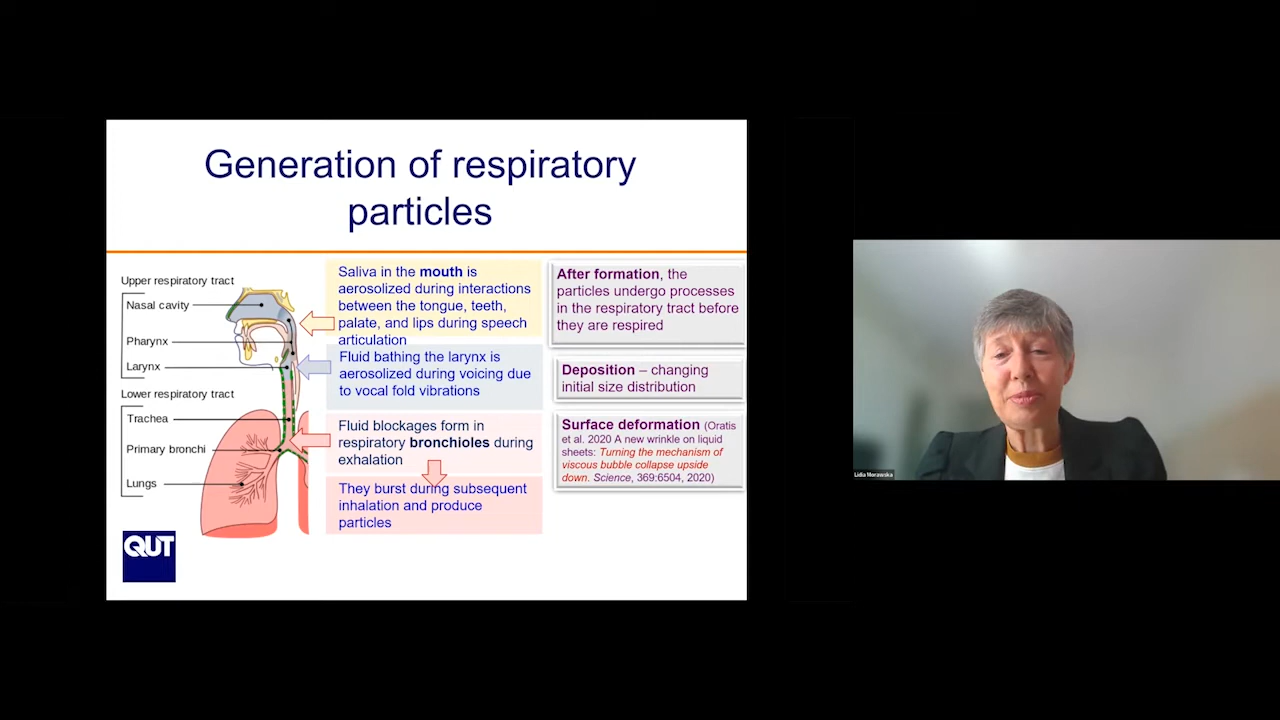 Generation of respiratory
particles
Upper respiratory tract
Nasal cavity
Pharynx
Larynx
Lower respiratory tract
Trachea
Primary bronchi
Lungs
QUT
Saliva in the mouth is
aerosolized during interactions
between the tongue, teeth,
palate, and lips during speech
articulation
Fluid bathing the larynx is
aerosolized during voicing due
to vocal fold vibrations
Fluid blockages form in
respiratory bronchioles during
exhalation
They burst during subsequent
inhalation and produce
particles
After formation, the
particles undergo processes
in the respiratory tract before
they are respired
Deposition – changing
initial size distribution
Surface deformation (Oratis
et al. 2020 A new wrinkle on liquid
sheets: Turning the mechanism of
viscous bubble collapse upside
down. Science, 369:6504, 2020)
Lidia Morawska